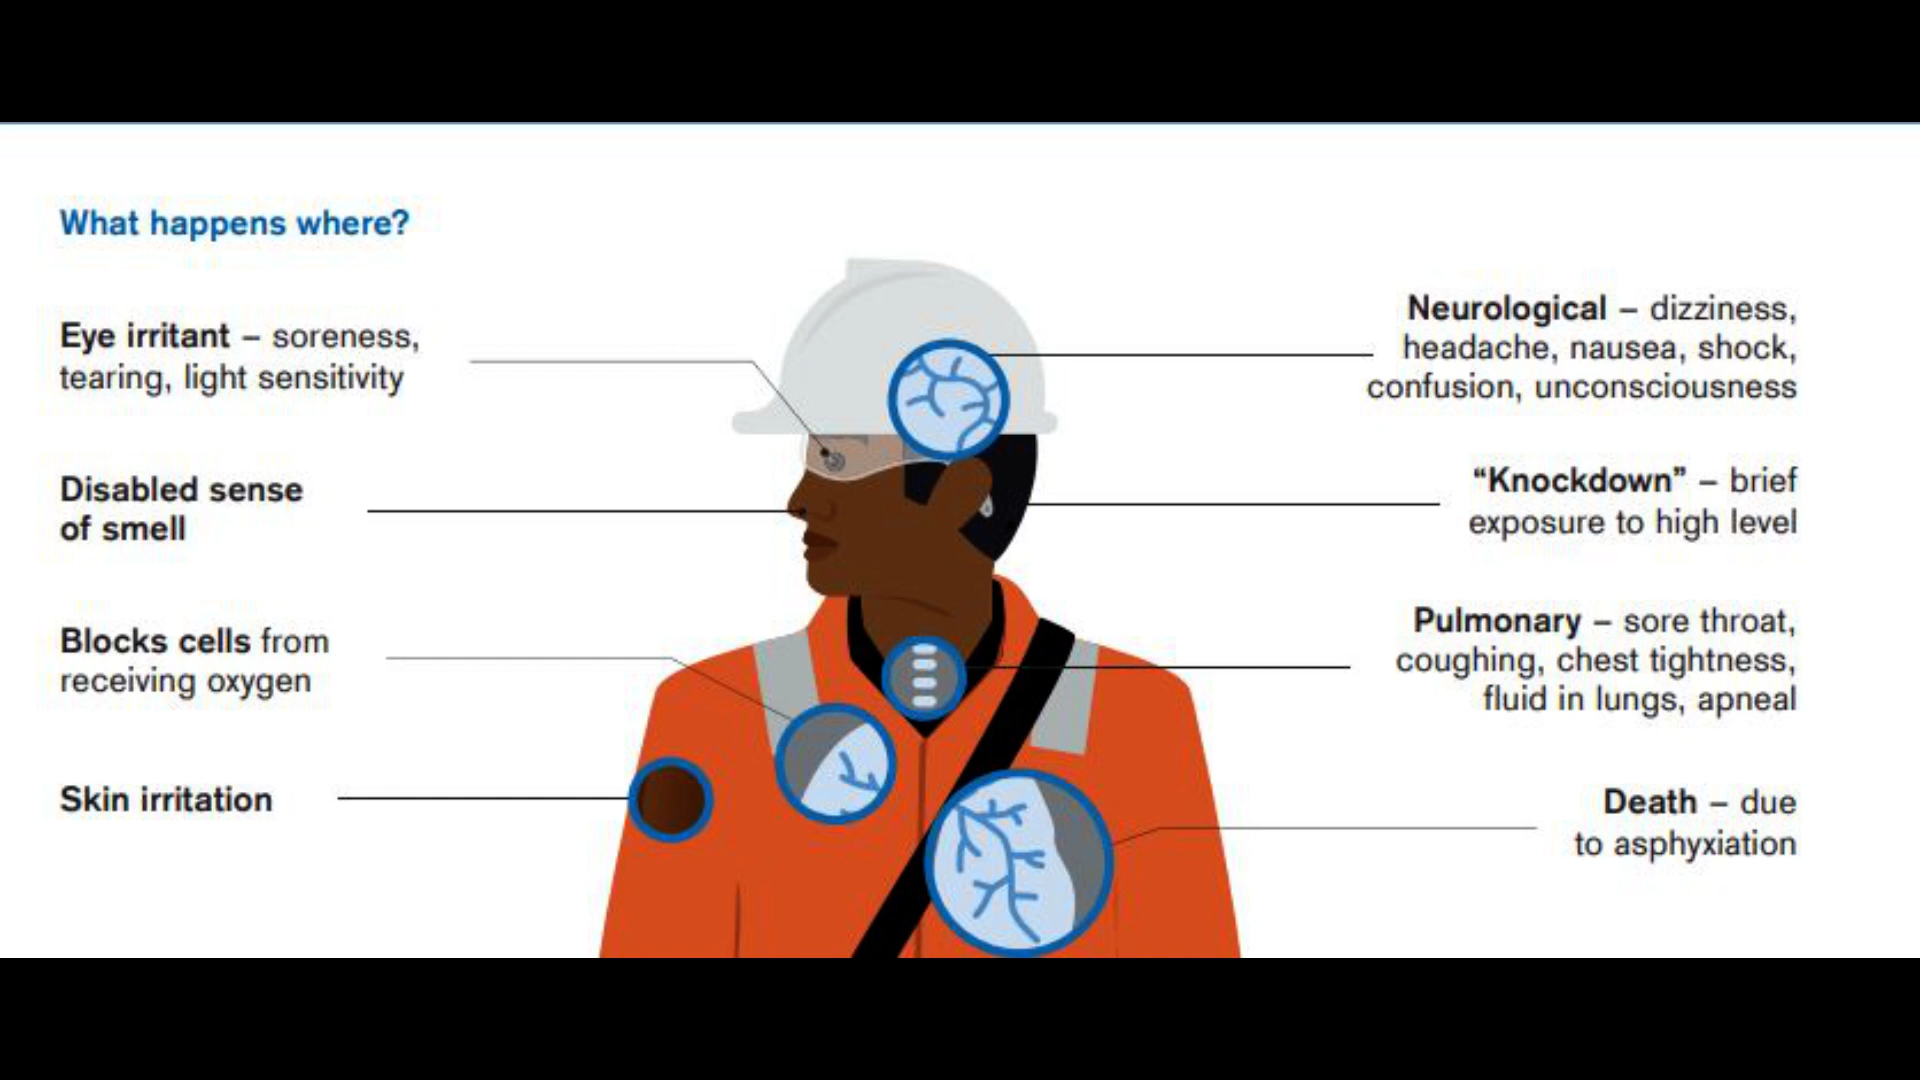 What happens where?
Eye irritant – soreness,
tearing, light sensitivity
Disabled sense
of smell
Blocks cells from
receiving oxygen
Skin irritation
Neurological – dizziness,
headache, nausea, shock,
confusion, unconsciousness
“Knockdown” – brief
exposure to high level
Pulmonary – sore throat,
coughing, chest tightness,
fluid in lungs, apneal
Death – due
to asphyxiation